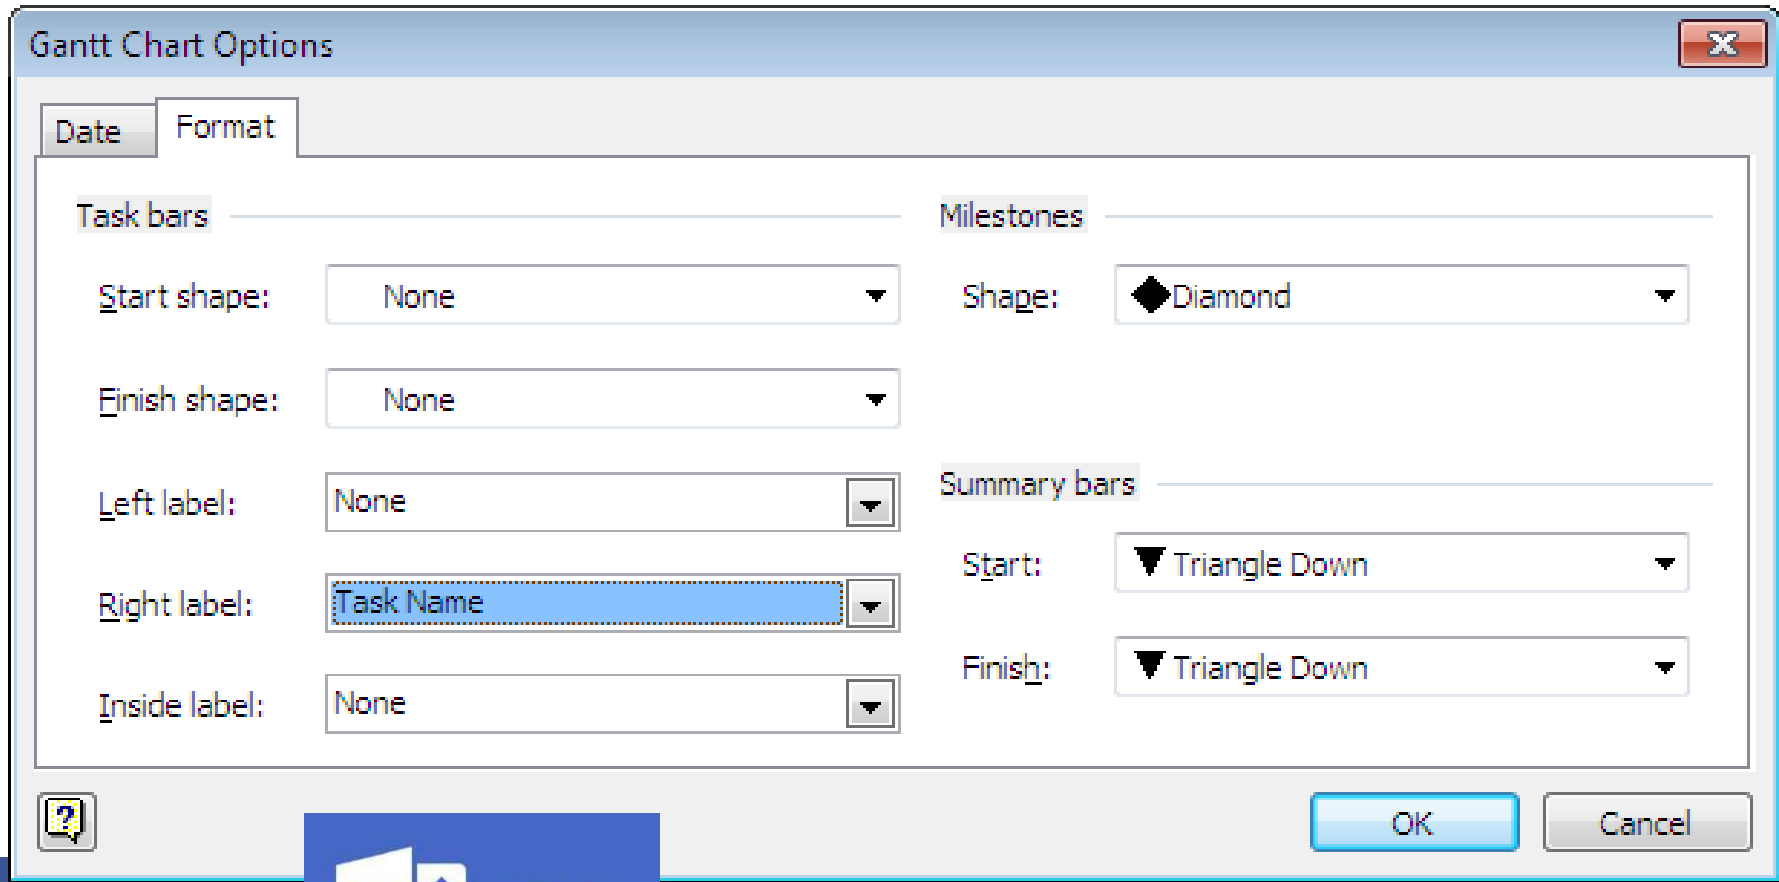 Gantt Chart Options
Date
Format
Task bars
Start shape: None
Finish shape: None
Left label: None
Right label: Task Name
Inside label: None
Milestones
Shape: Diamond
Summary bars
Start: Triangle Down
Finish: Triangle Down
?
OK
Cancel